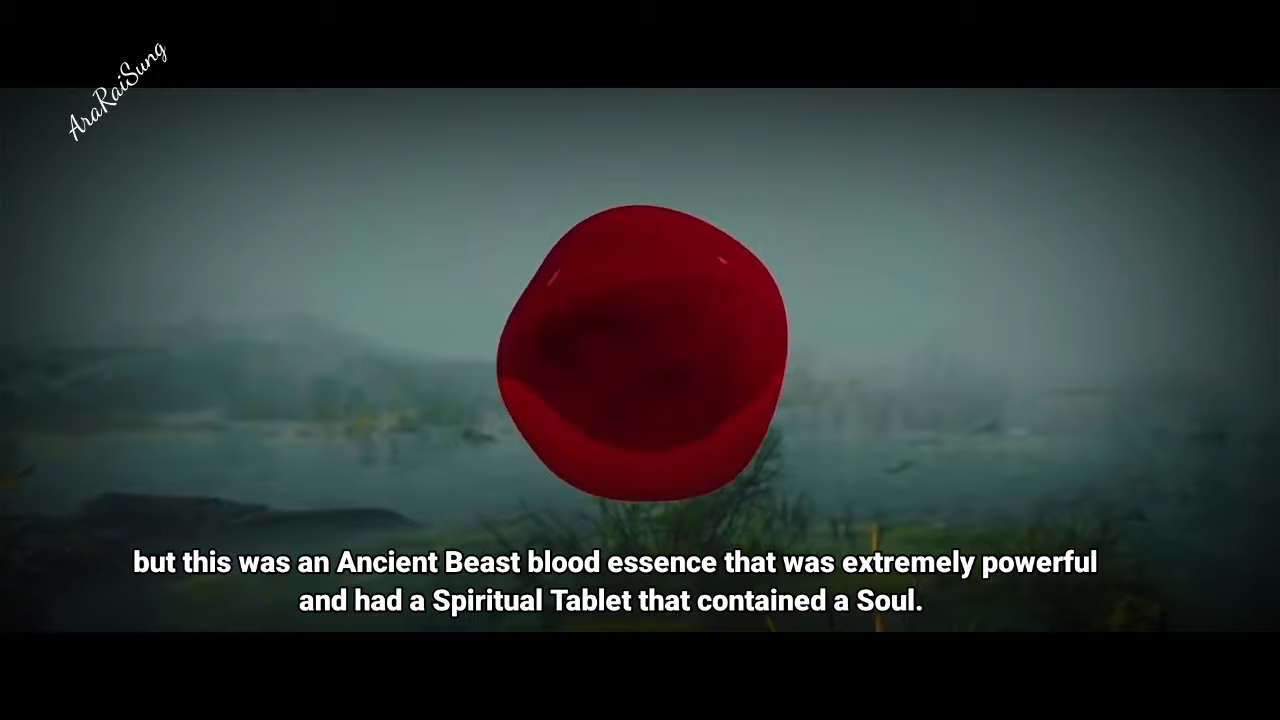 AraRaiSung
but this was an Ancient Beast blood essence that was extremely powerful
and had a Spiritual Tablet that contained a Soul.